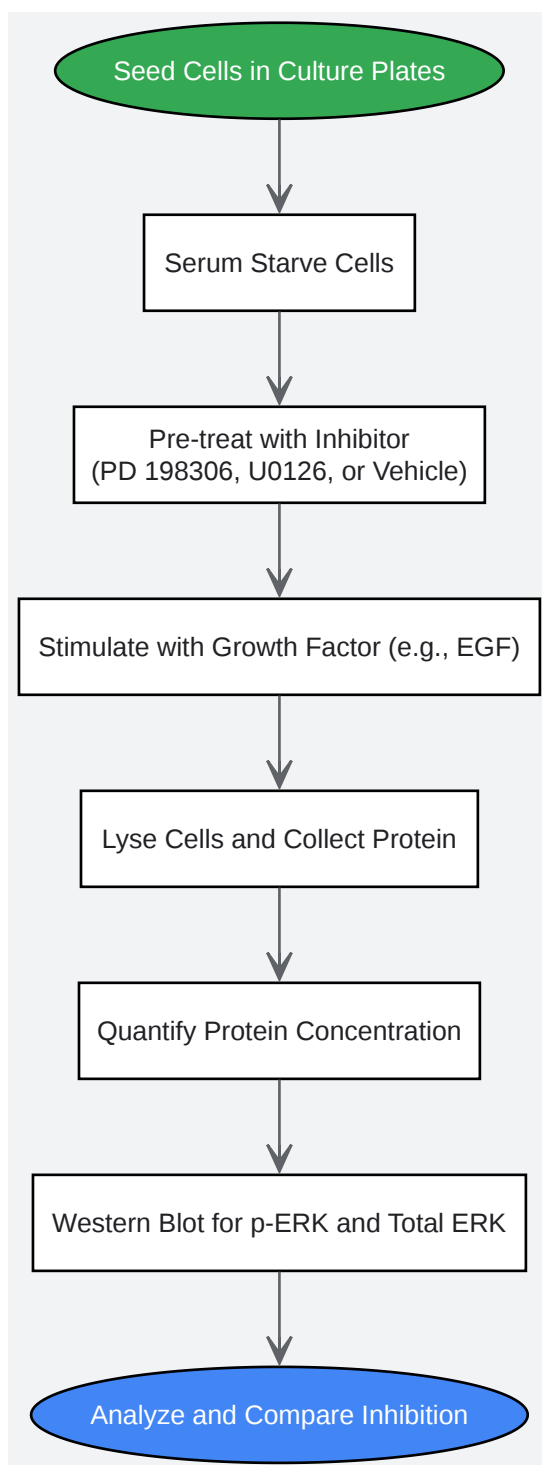 Seed Cells in Culture Plates
Serum Starve Cells
Pre-treat with Inhibitor
(PD 198306, U0126, or Vehicle)
Stimulate with Growth Factor (e.g., EGF)
Lyse Cells and Collect Protein
Quantify Protein Concentration
Western Blot for p-ERK and Total ERK
Analyze and Compare Inhibition